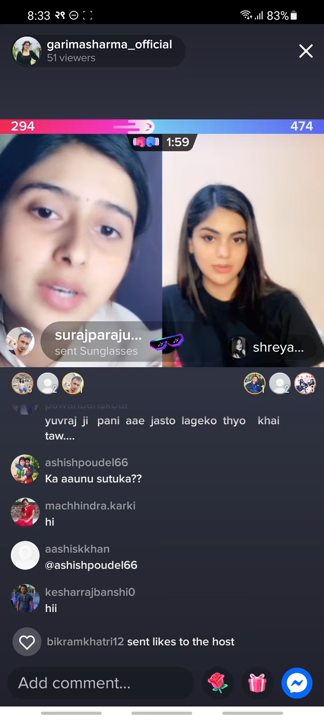 8:33 २९ 83%
garimasharma_official
51 viewers
294 474
1:59
surajparaju...
sent Sunglasses
shreya...
yuvraj ji pani aae jasto lageko thyo khai
taw....
ashishpoudel66
Ka aaunu sutuka??
machhindra.karki
hi
aashiskkhan
@ashishpoudel66
kesharrajbanshi0
hii
bikramkhatri12 sent likes to the host
Add comment...